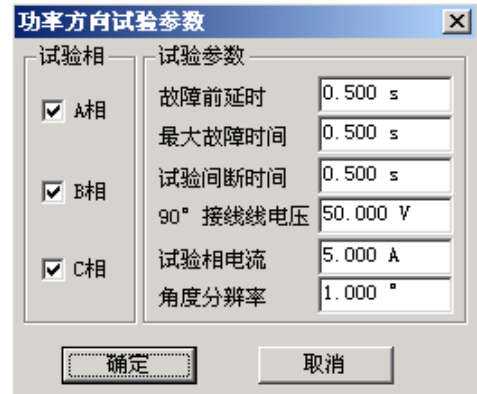 功率方向试验参数
试验相
A相
B相
C相
试验参数
故障前延时 0.500 s
最大故障时间 0.500 s
试验间断时间 0.500 s
90° 接线线电压 50.000 V
试验相电流 5.000 A
角度分辨率 1.000 °
确定 取消